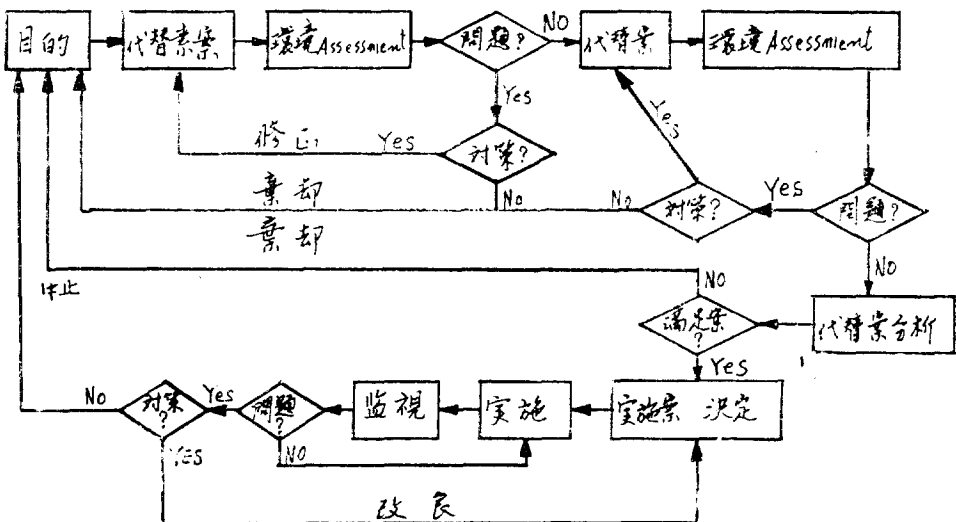 目的
代替素案
環境Assessment
問題?
NO
代替案
環境Assessment
Yes
Yes
修正
Yes
対策?
棄却
No
No
対策?
Yes
問題?
棄却
NO
中止
NO
満足案
?
代替案分析
Yes
No
対策
?
Yes
問題
?
监視
実施
実施案 決定
YES
NO
改良